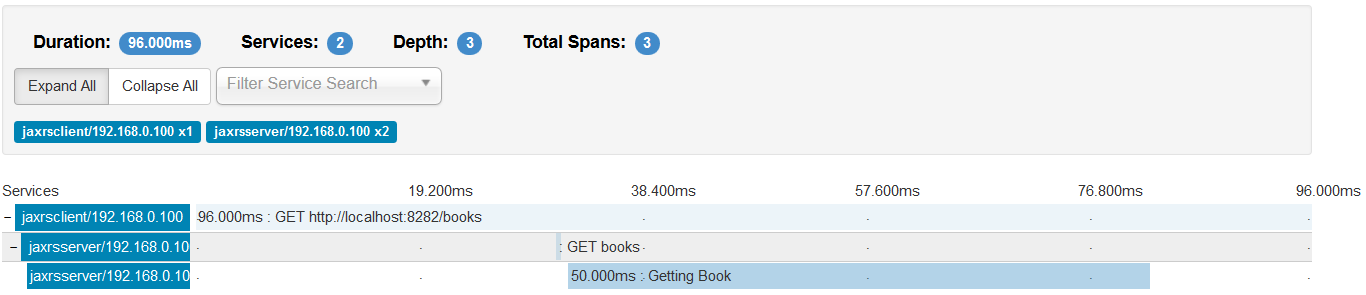 Duration: 96.000ms Services: 2 Depth: 3 Total Spans: 3
Expand All Collapse All Filter Service Search
jaxrsclient/192.168.0.100 x1 jaxrsserver/192.168.0.100 x2
Services 19.200ms 38.400ms 57.600ms 76.800ms 96.000ms
− jaxrsclient/192.168.0.100 96.000ms : GET http://localhost:8282/books
− jaxrsserver/192.168.0.10 : GET books
jaxrsserver/192.168.0.10 50.000ms : Getting Book